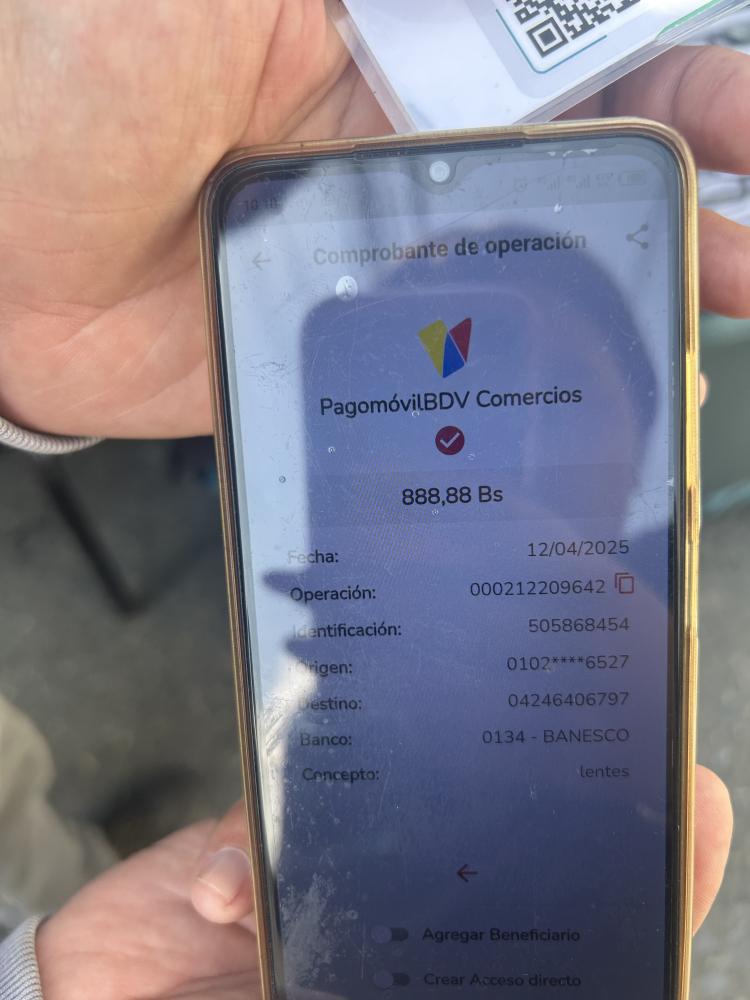 Comprobante de operación
PagomóvilBDV Comercios
888,88 Bs
Fecha: 12/04/2025
Operación: 000212209642
Identificación: 505868454
Origen: 0102****6527
Destino: 04246406797
Banco: 0134 - BANESCO
Concepto: lentes
Agregar Beneficiario
Crear Acceso directo